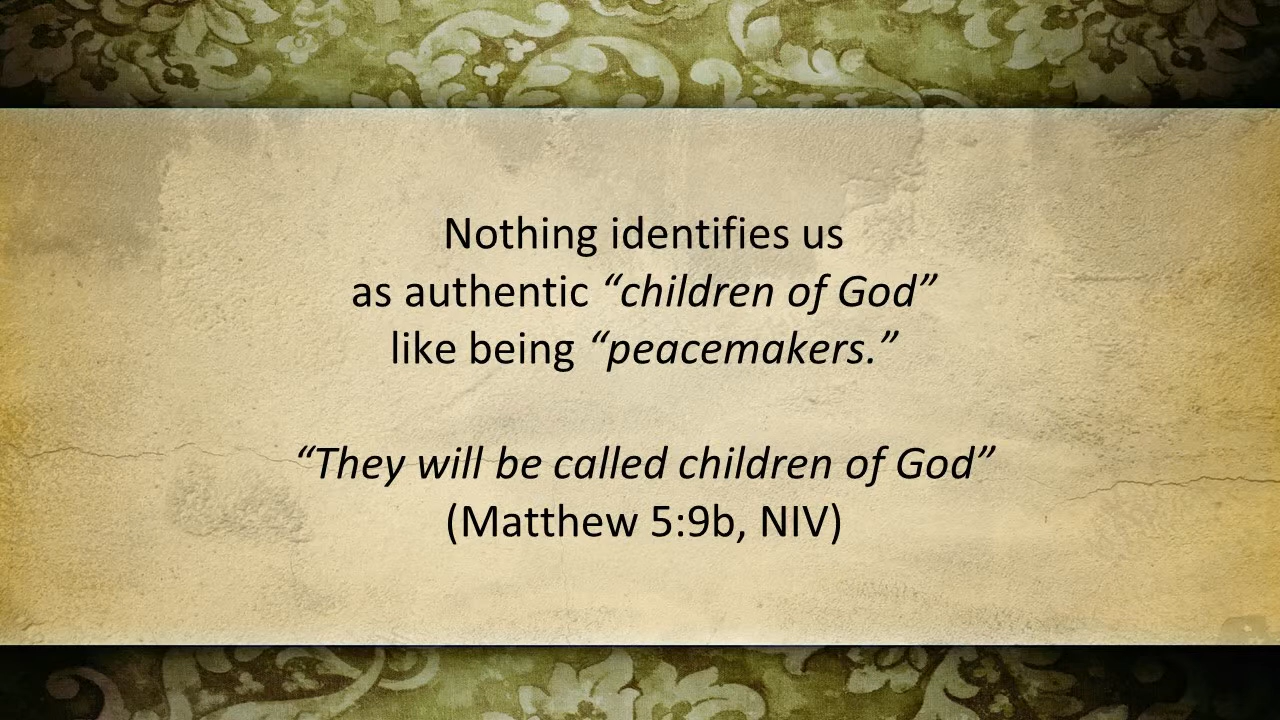 Nothing identifies us
as authentic “children of God”
like being “peacemakers.”
“They will be called children of God”
(Matthew 5:9b, NIV)